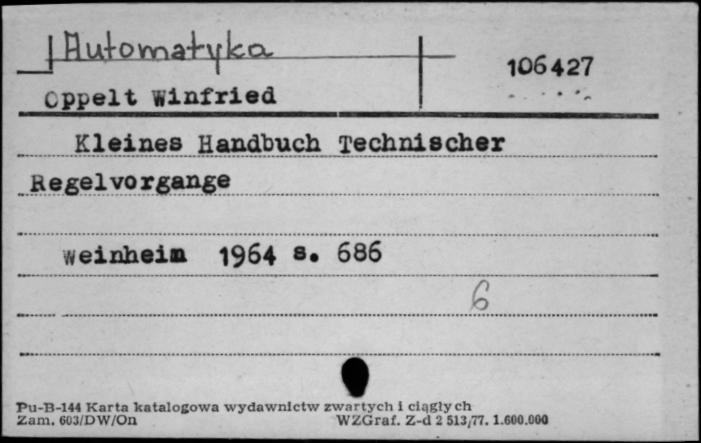 Automatyka
106427
Oppelt Winfried
Kleines Handbuch Technischer
Regelvorgange
Weinheim 1964 s. 686
6
Pu-B-144 Karta katalogowa wydawnictw zwartych i ciągłych
Zam. 603/DW/On WZGraf. Z-d 2 513/77. 1.600.000